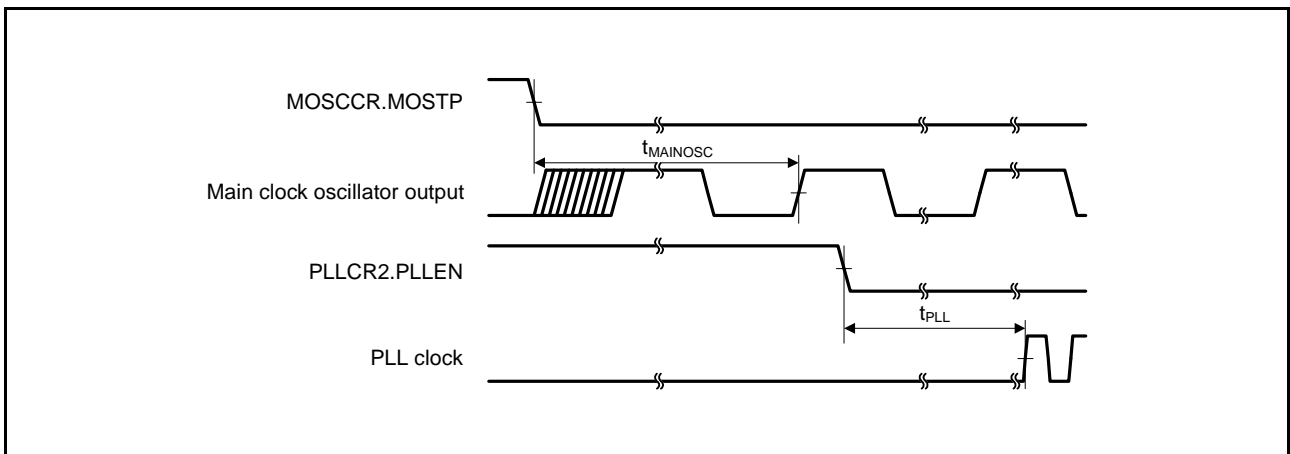 MOSCCR.MOSTP
tMAINOSC
Main clock oscillator output
PLLCR2.PLLEN
tPLL
PLL clock